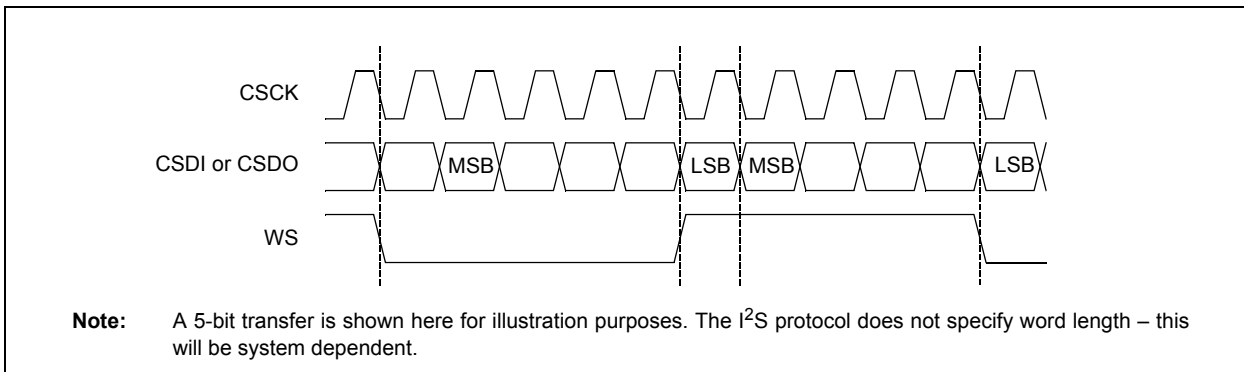 CSCK
CSDI or CSDO MSB LSB MSB LSB
WS
Note: A 5-bit transfer is shown here for illustration purposes. The I²S protocol does not specify word length – this
will be system dependent.